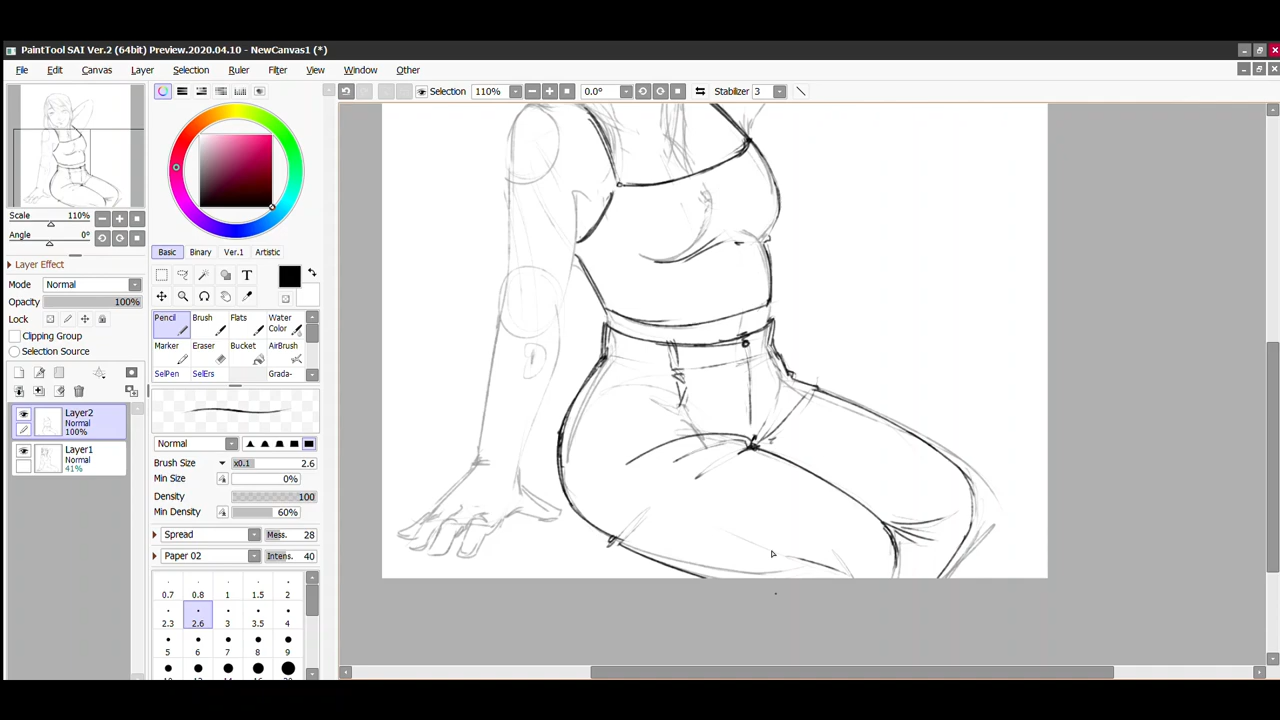 PaintTool SAI Ver.2 (64bit) Preview.2020.04.10 - NewCanvas1 (*)
File Edit Canvas Layer Selection Ruler Filter View Window Other
Selection 110% 0.0° Stabilizer 3
Scale 110%
Angle 0°
Layer Effect
Mode Normal
Opacity 100%
Lock
Clipping Group
Selection Source
Layer2
Normal
100%
Layer1
Normal
41%
Basic Binary Ver.1 Artistic
T
Pencil Brush Flats Water Color
Marker Eraser Bucket AirBrush
SelPen SelErs Grada-
Normal
Brush Size x0.1 2.6
Min Size 0%
Density 100
Min Density 60%
Spread Mess. 28
Paper 02 Intens. 40
0.7 0.8 1 1.5 2
2.3 2.6 3 3.5 4
5 6 7 8 9